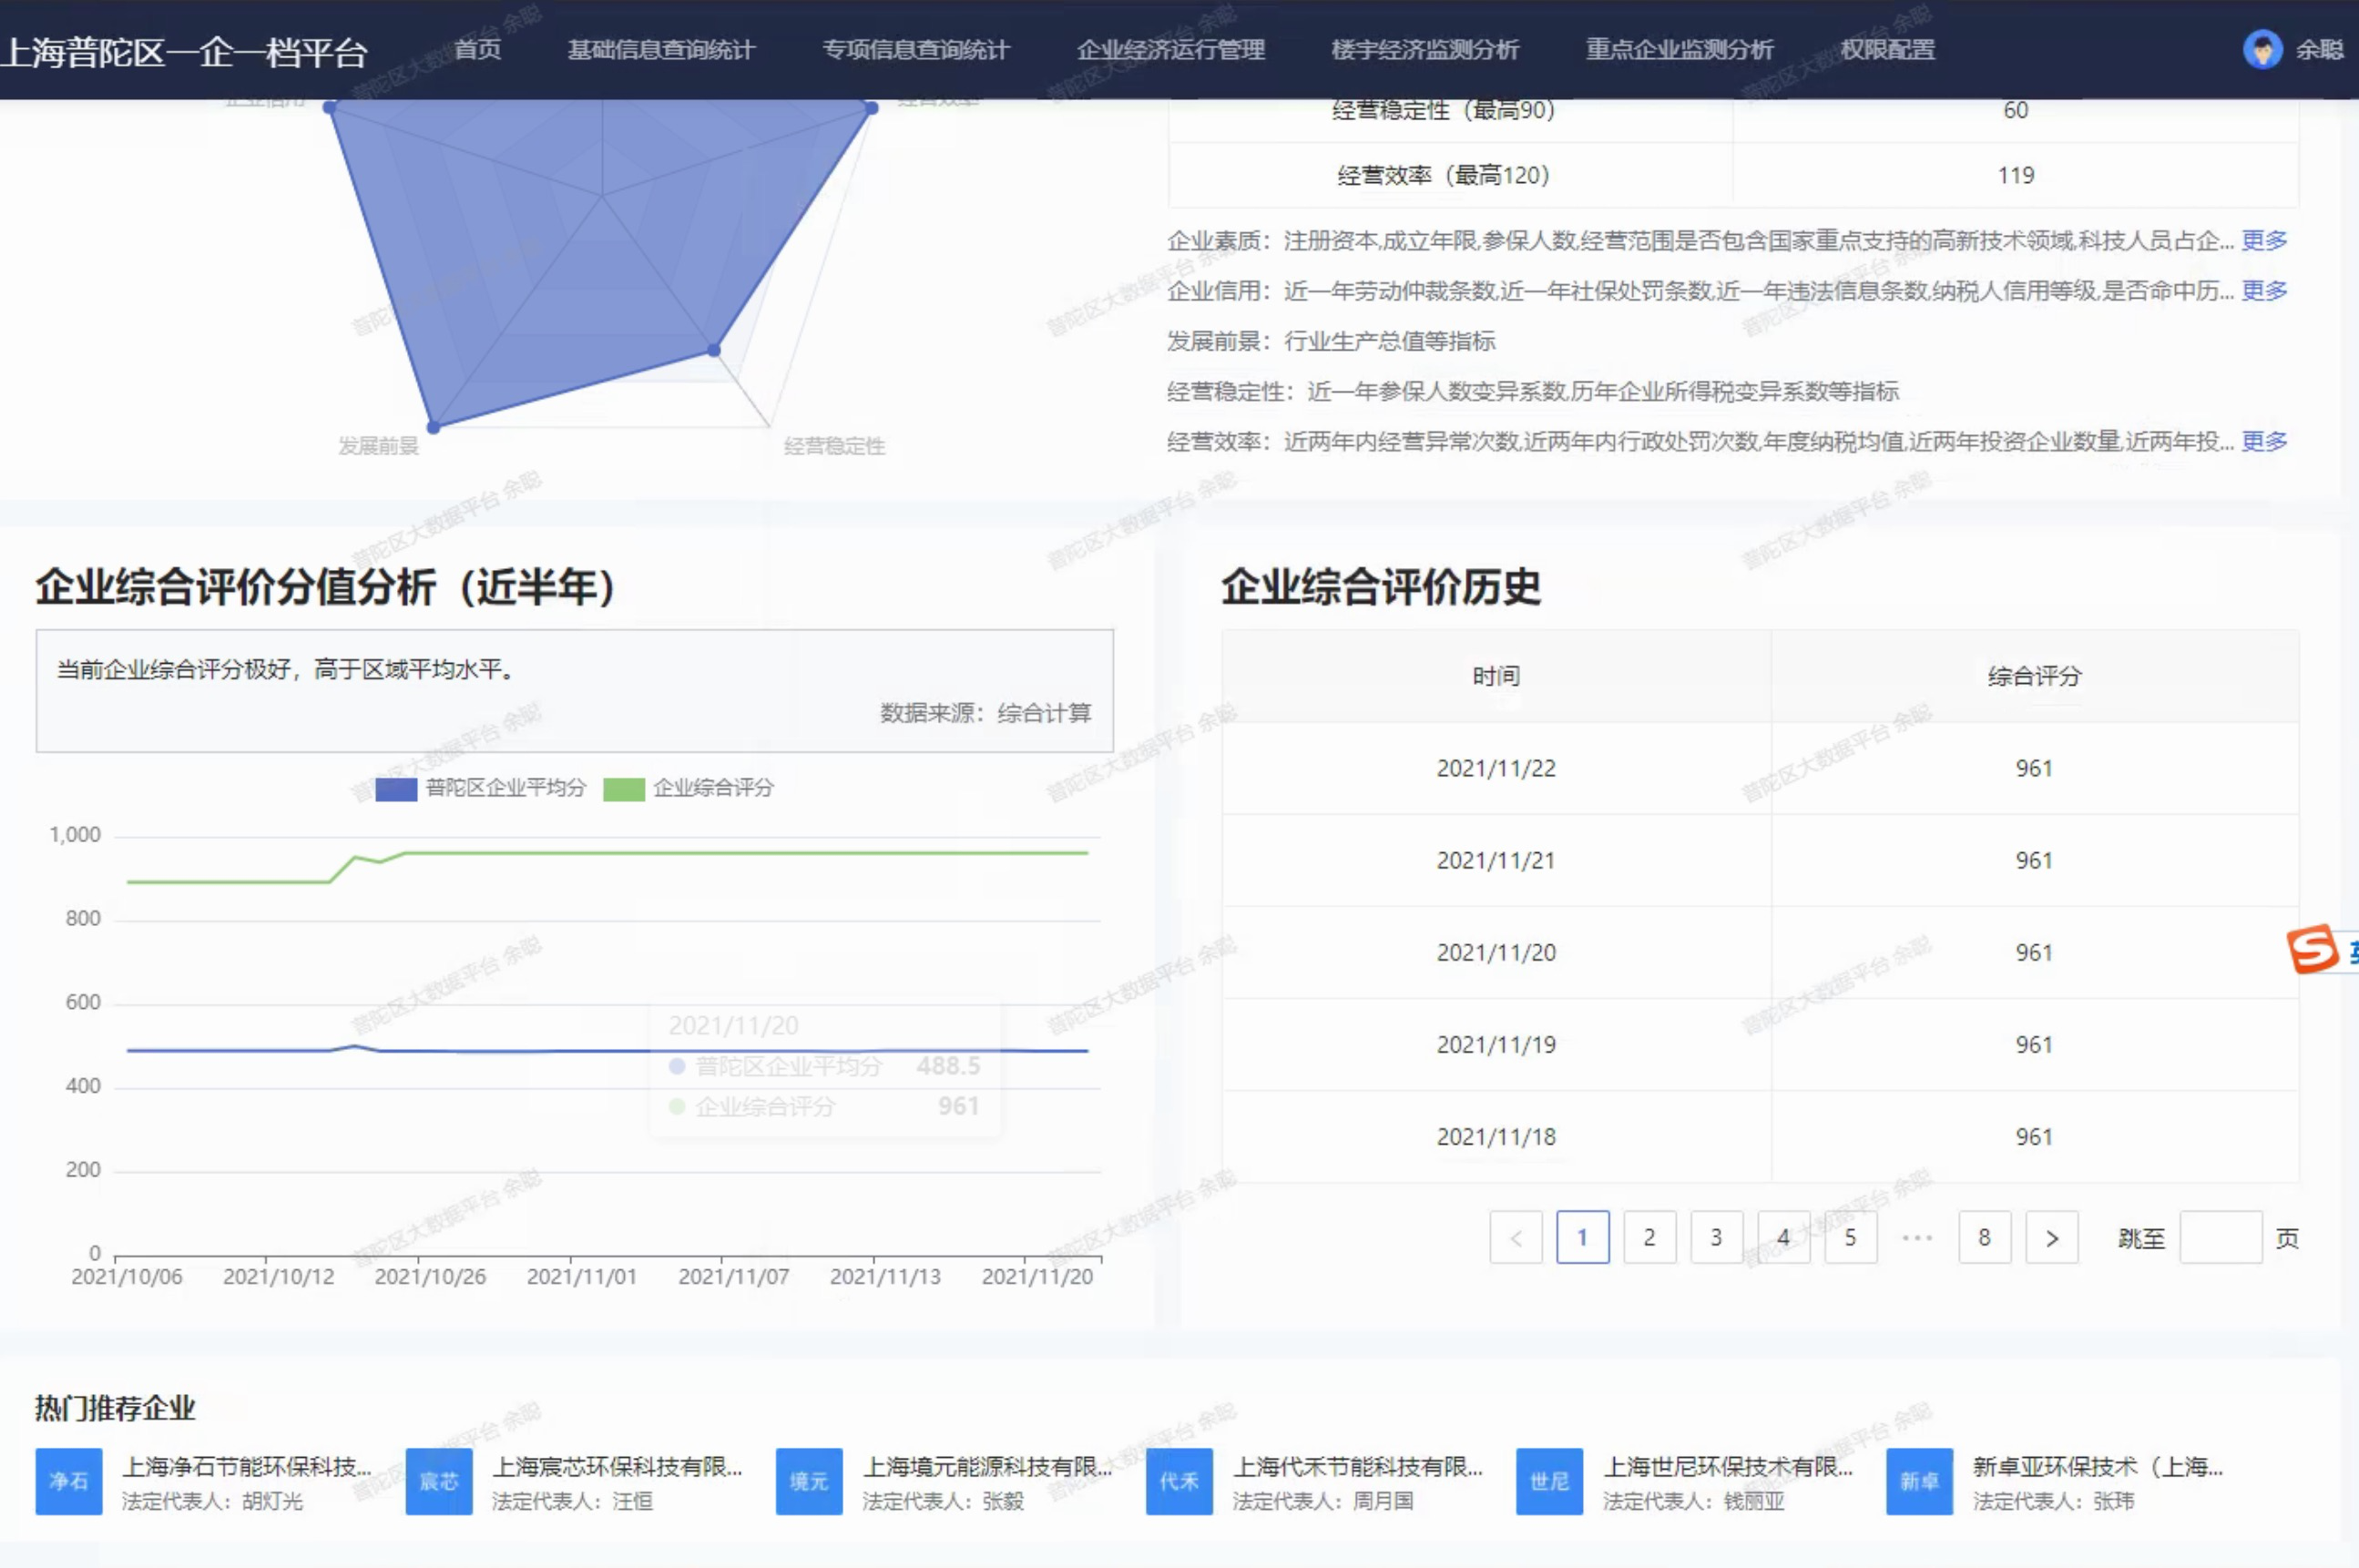 上海普陀区一企一档平台 首页 基础信息查询统计 专项信息查询统计 企业经济运行管理 楼宇经济监测分析 重点企业监测分析 权限配置 余聪
发展前景
经营稳定性
经营稳定性（最高90） 60
经营效率（最高120） 119
企业素质：注册资本,成立年限,参保人数,经营范围是否包含国家重点支持的高新技术领域,科技人员占企... 更多
企业信用：近一年劳动仲裁条数,近一年社保处罚条数,近一年违法信息条数,纳税人信用等级,是否命中历... 更多
发展前景：行业生产总值等指标
经营稳定性：近一年参保人数变异系数,历年企业所得税变异系数等指标
经营效率：近两年内经营异常次数,近两年内行政处罚次数,年度纳税均值,近两年投资企业数量,近两年投... 更多
企业综合评价分值分析（近半年）
当前企业综合评分极好，高于区域平均水平。
数据来源：综合计算
普陀区企业平均分 企业综合评分
1,000
800
600
400
200
0
2021/10/06 2021/10/12 2021/10/26 2021/11/01 2021/11/07 2021/11/13 2021/11/20
2021/11/20
普陀区企业平均分 488.5
企业综合评分 961
企业综合评价历史
时间 综合评分
2021/11/22 961
2021/11/21 961
2021/11/20 961
2021/11/19 961
2021/11/18 961
< 1 2 3 4 5 ··· 8 > 跳至 页
热门推荐企业
净石 上海净石节能环保科技...
法定代表人：胡灯光
宸芯 上海宸芯环保科技有限...
法定代表人：汪恒
境元 上海境元能源科技有限...
法定代表人：张毅
代禾 上海代禾节能科技有限...
法定代表人：周月国
世尼 上海世尼环保技术有限...
法定代表人：钱丽亚
新卓 新卓亚环保技术（上海...
法定代表人：张玮
普陀区大数据平台 余聪